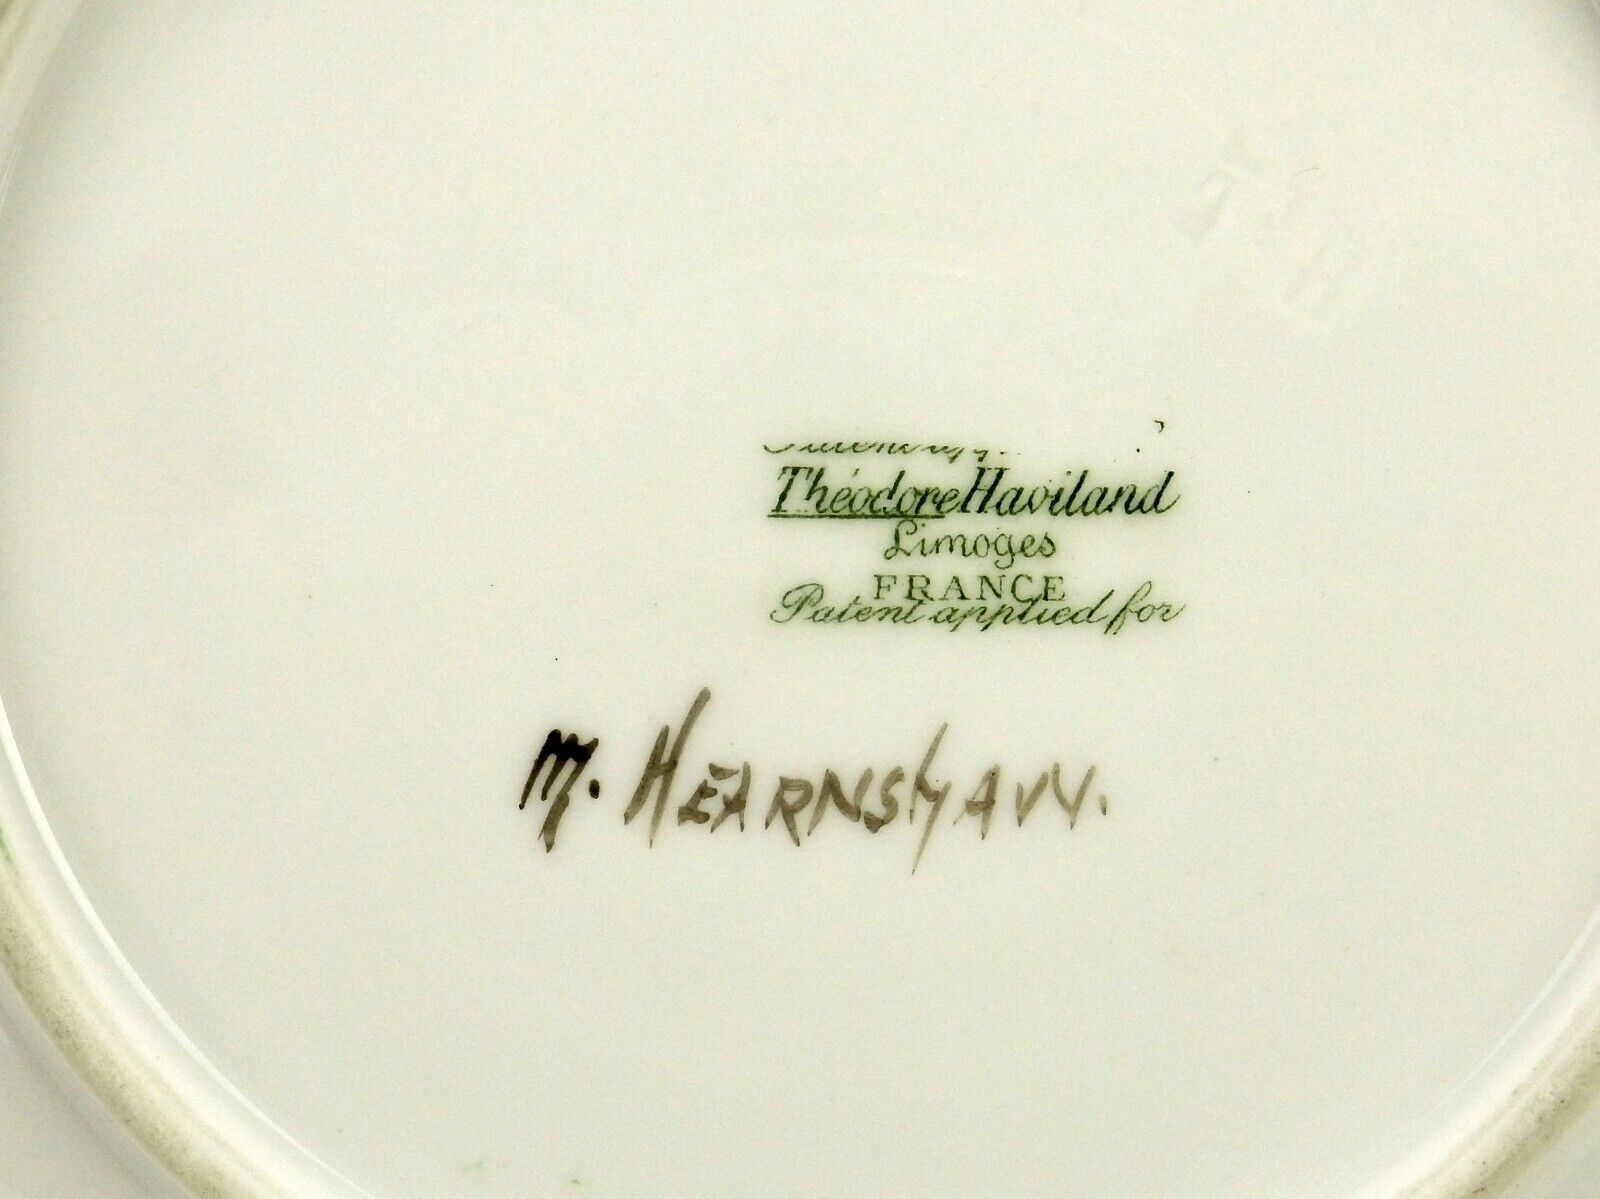 Théodore Haviland
Limoges
FRANCE
Patent applied for
M. HEARNSHAW.